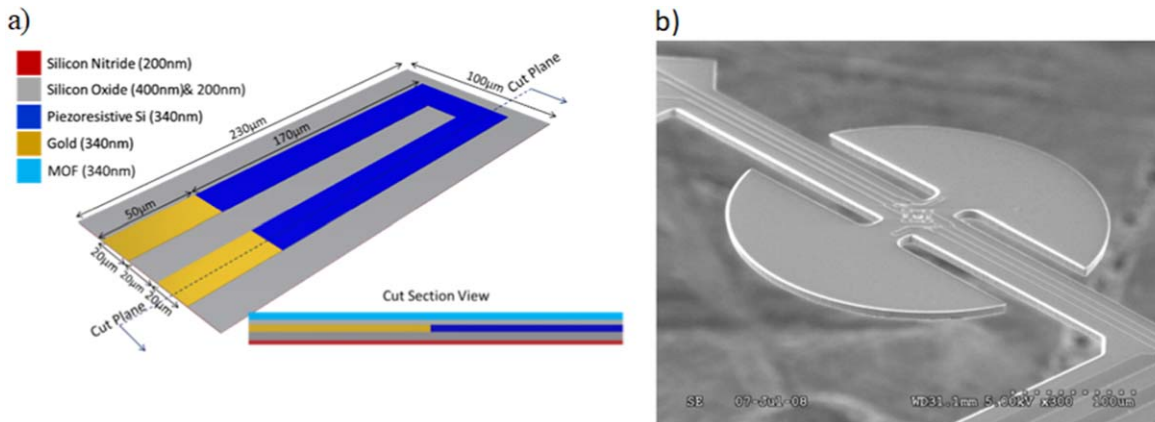 a)
Silicon Nitride (200nm)
Silicon Oxide (400nm)& 200nm)
Piezoresistive Si (340nm)
Gold (340nm)
MOF (340nm)
230μm
170μm
50μm
100μm
Cut Plane
20μm
20μm
20μm
Cut Plane
Cut Section View
b)
SE 07-Jul-08 WD31.1mm 5.00kV x300 100um